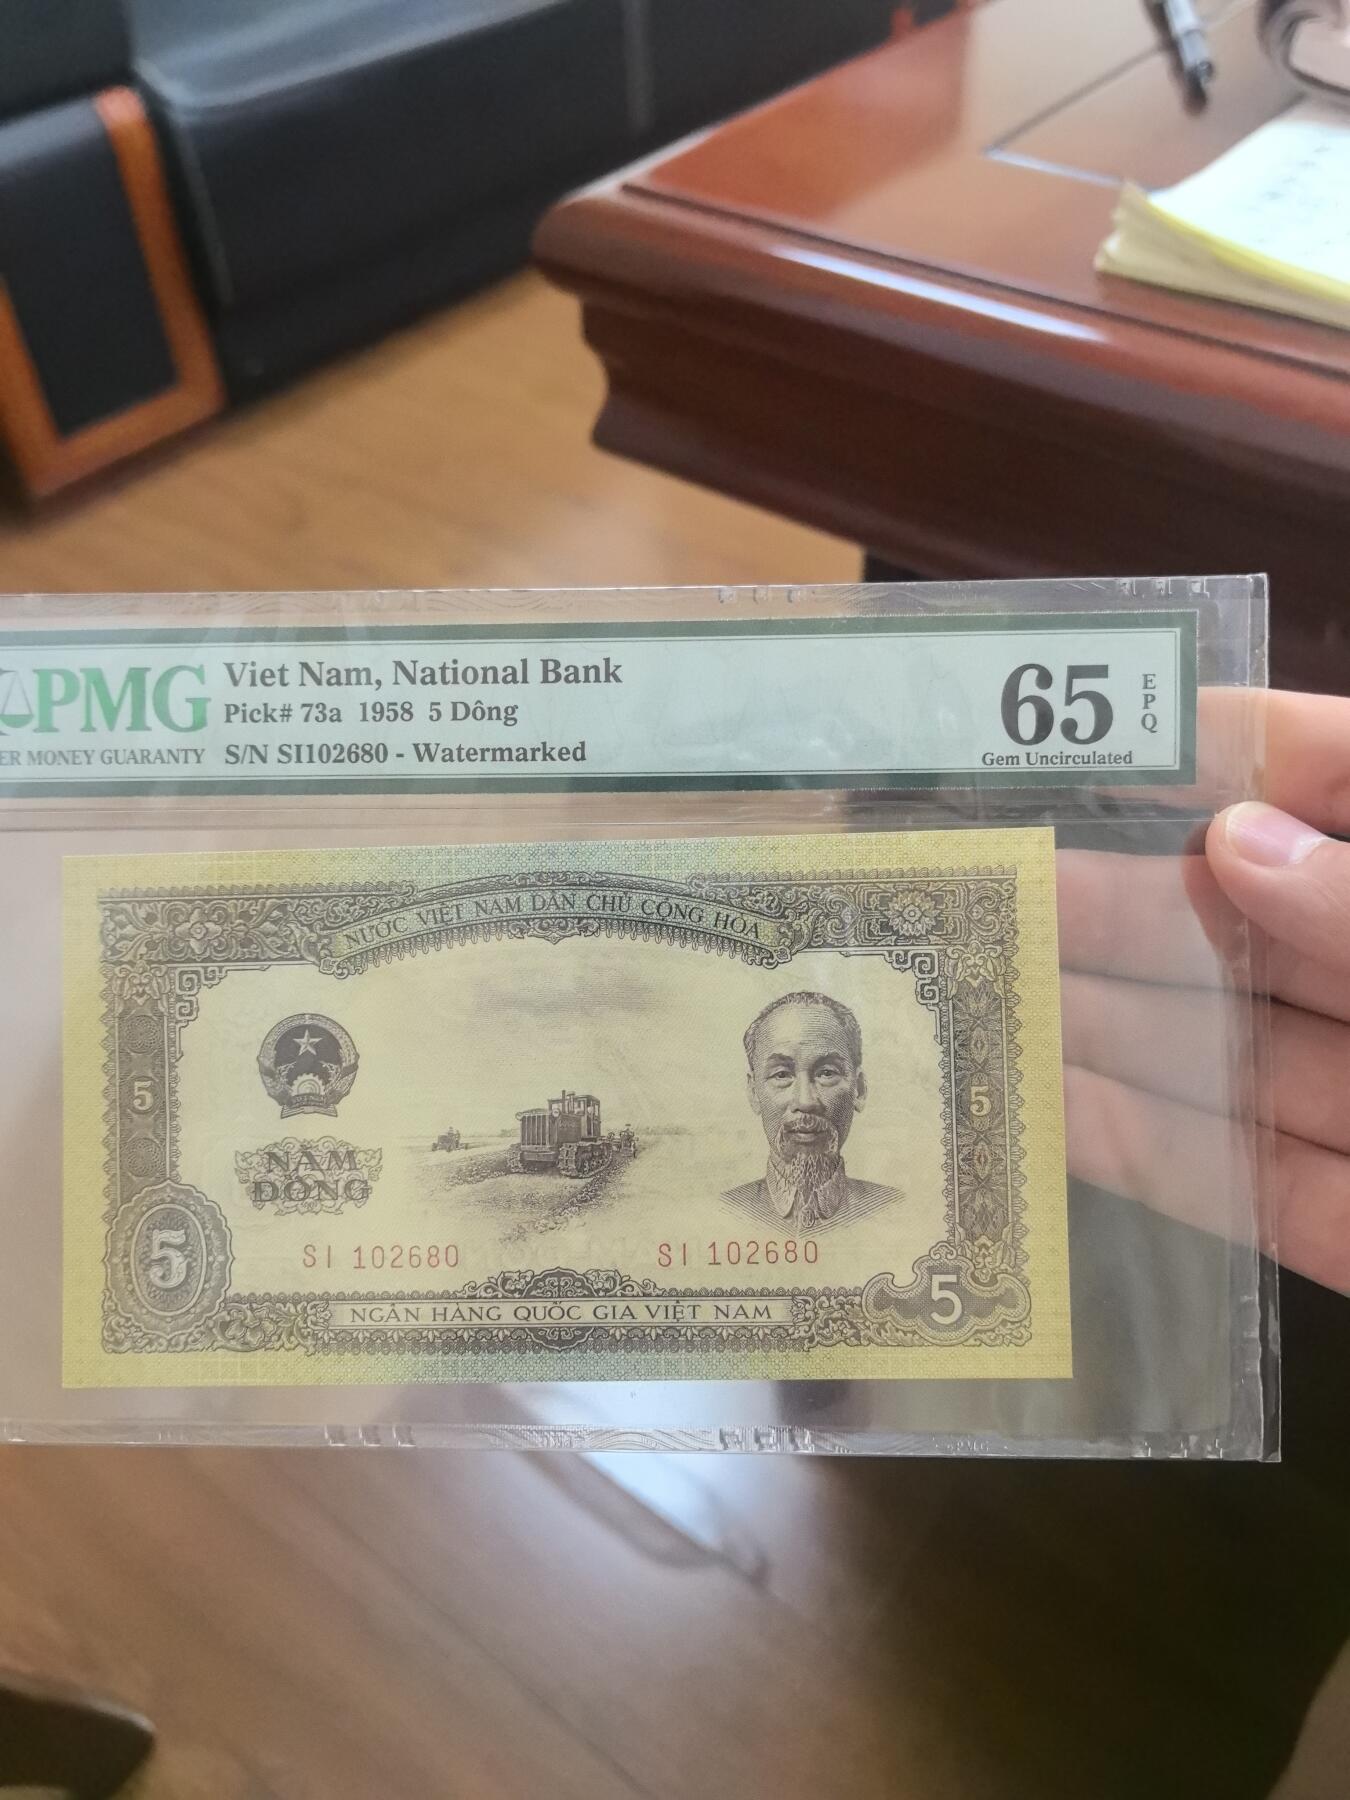 PMG
ER MONEY GUARANTY
Viet Nam, National Bank
Pick# 73a 1958 5 Dông
S/N SI102680 - Watermarked
65
EPQ
Gem Uncirculated
NƯỚC VIỆT NAM DÂN CHỦ CỘNG HÒA
5
5
NĂM
ĐỒNG
SI 102680
SI 102680
5
5
NGÂN HÀNG QUỐC GIA VIỆT NAM